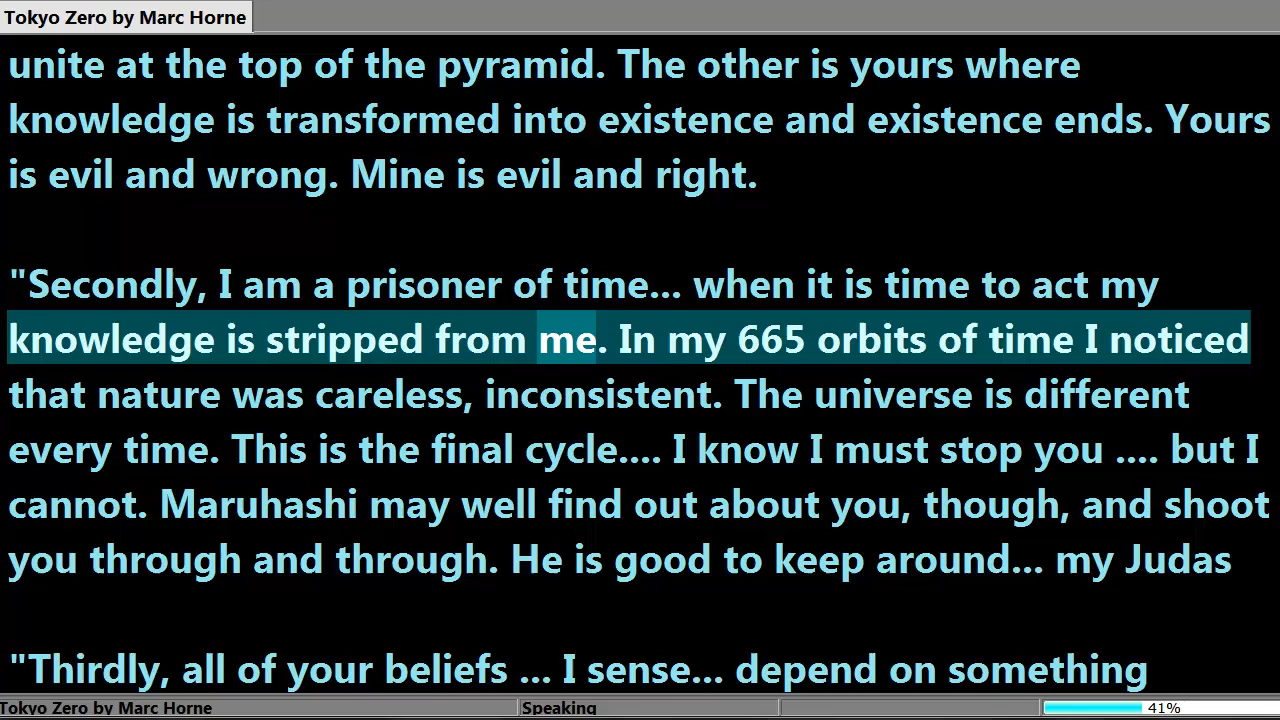 Tokyo Zero by Marc Horne
unite at the top of the pyramid. The other is yours where
knowledge is transformed into existence and existence ends. Yours
is evil and wrong. Mine is evil and right.
"Secondly, I am a prisoner of time... when it is time to act my
knowledge is stripped from me. In my 665 orbits of time I noticed
that nature was careless, inconsistent. The universe is different
every time. This is the final cycle.... I know I must stop you .... but I
cannot. Maruhashi may well find out about you, though, and shoot
you through and through. He is good to keep around... my Judas
"Thirdly, all of your beliefs ... I sense... depend on something
Tokyo Zero by Marc Horne Speaking 41%